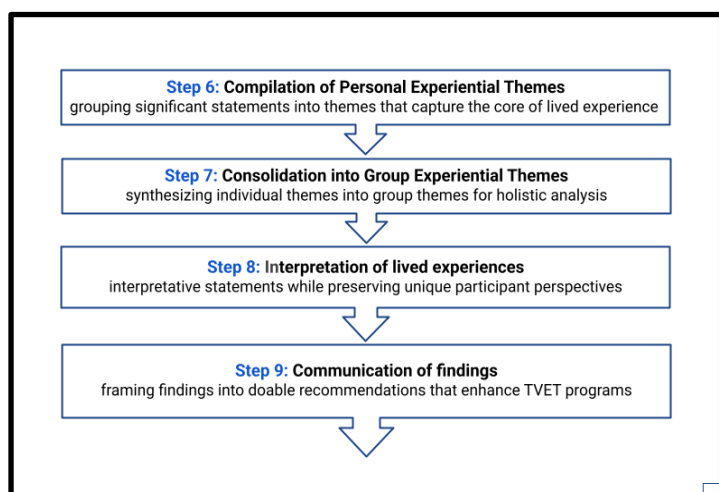 Step 6: Compilation of Personal Experiential Themes
grouping significant statements into themes that capture the core of lived experience
Step 7: Consolidation into Group Experiential Themes
synthesizing individual themes into group themes for holistic analysis
Step 8: Interpretation of lived experiences
interpretative statements while preserving unique participant perspectives
Step 9: Communication of findings
framing findings into doable recommendations that enhance TVET programs